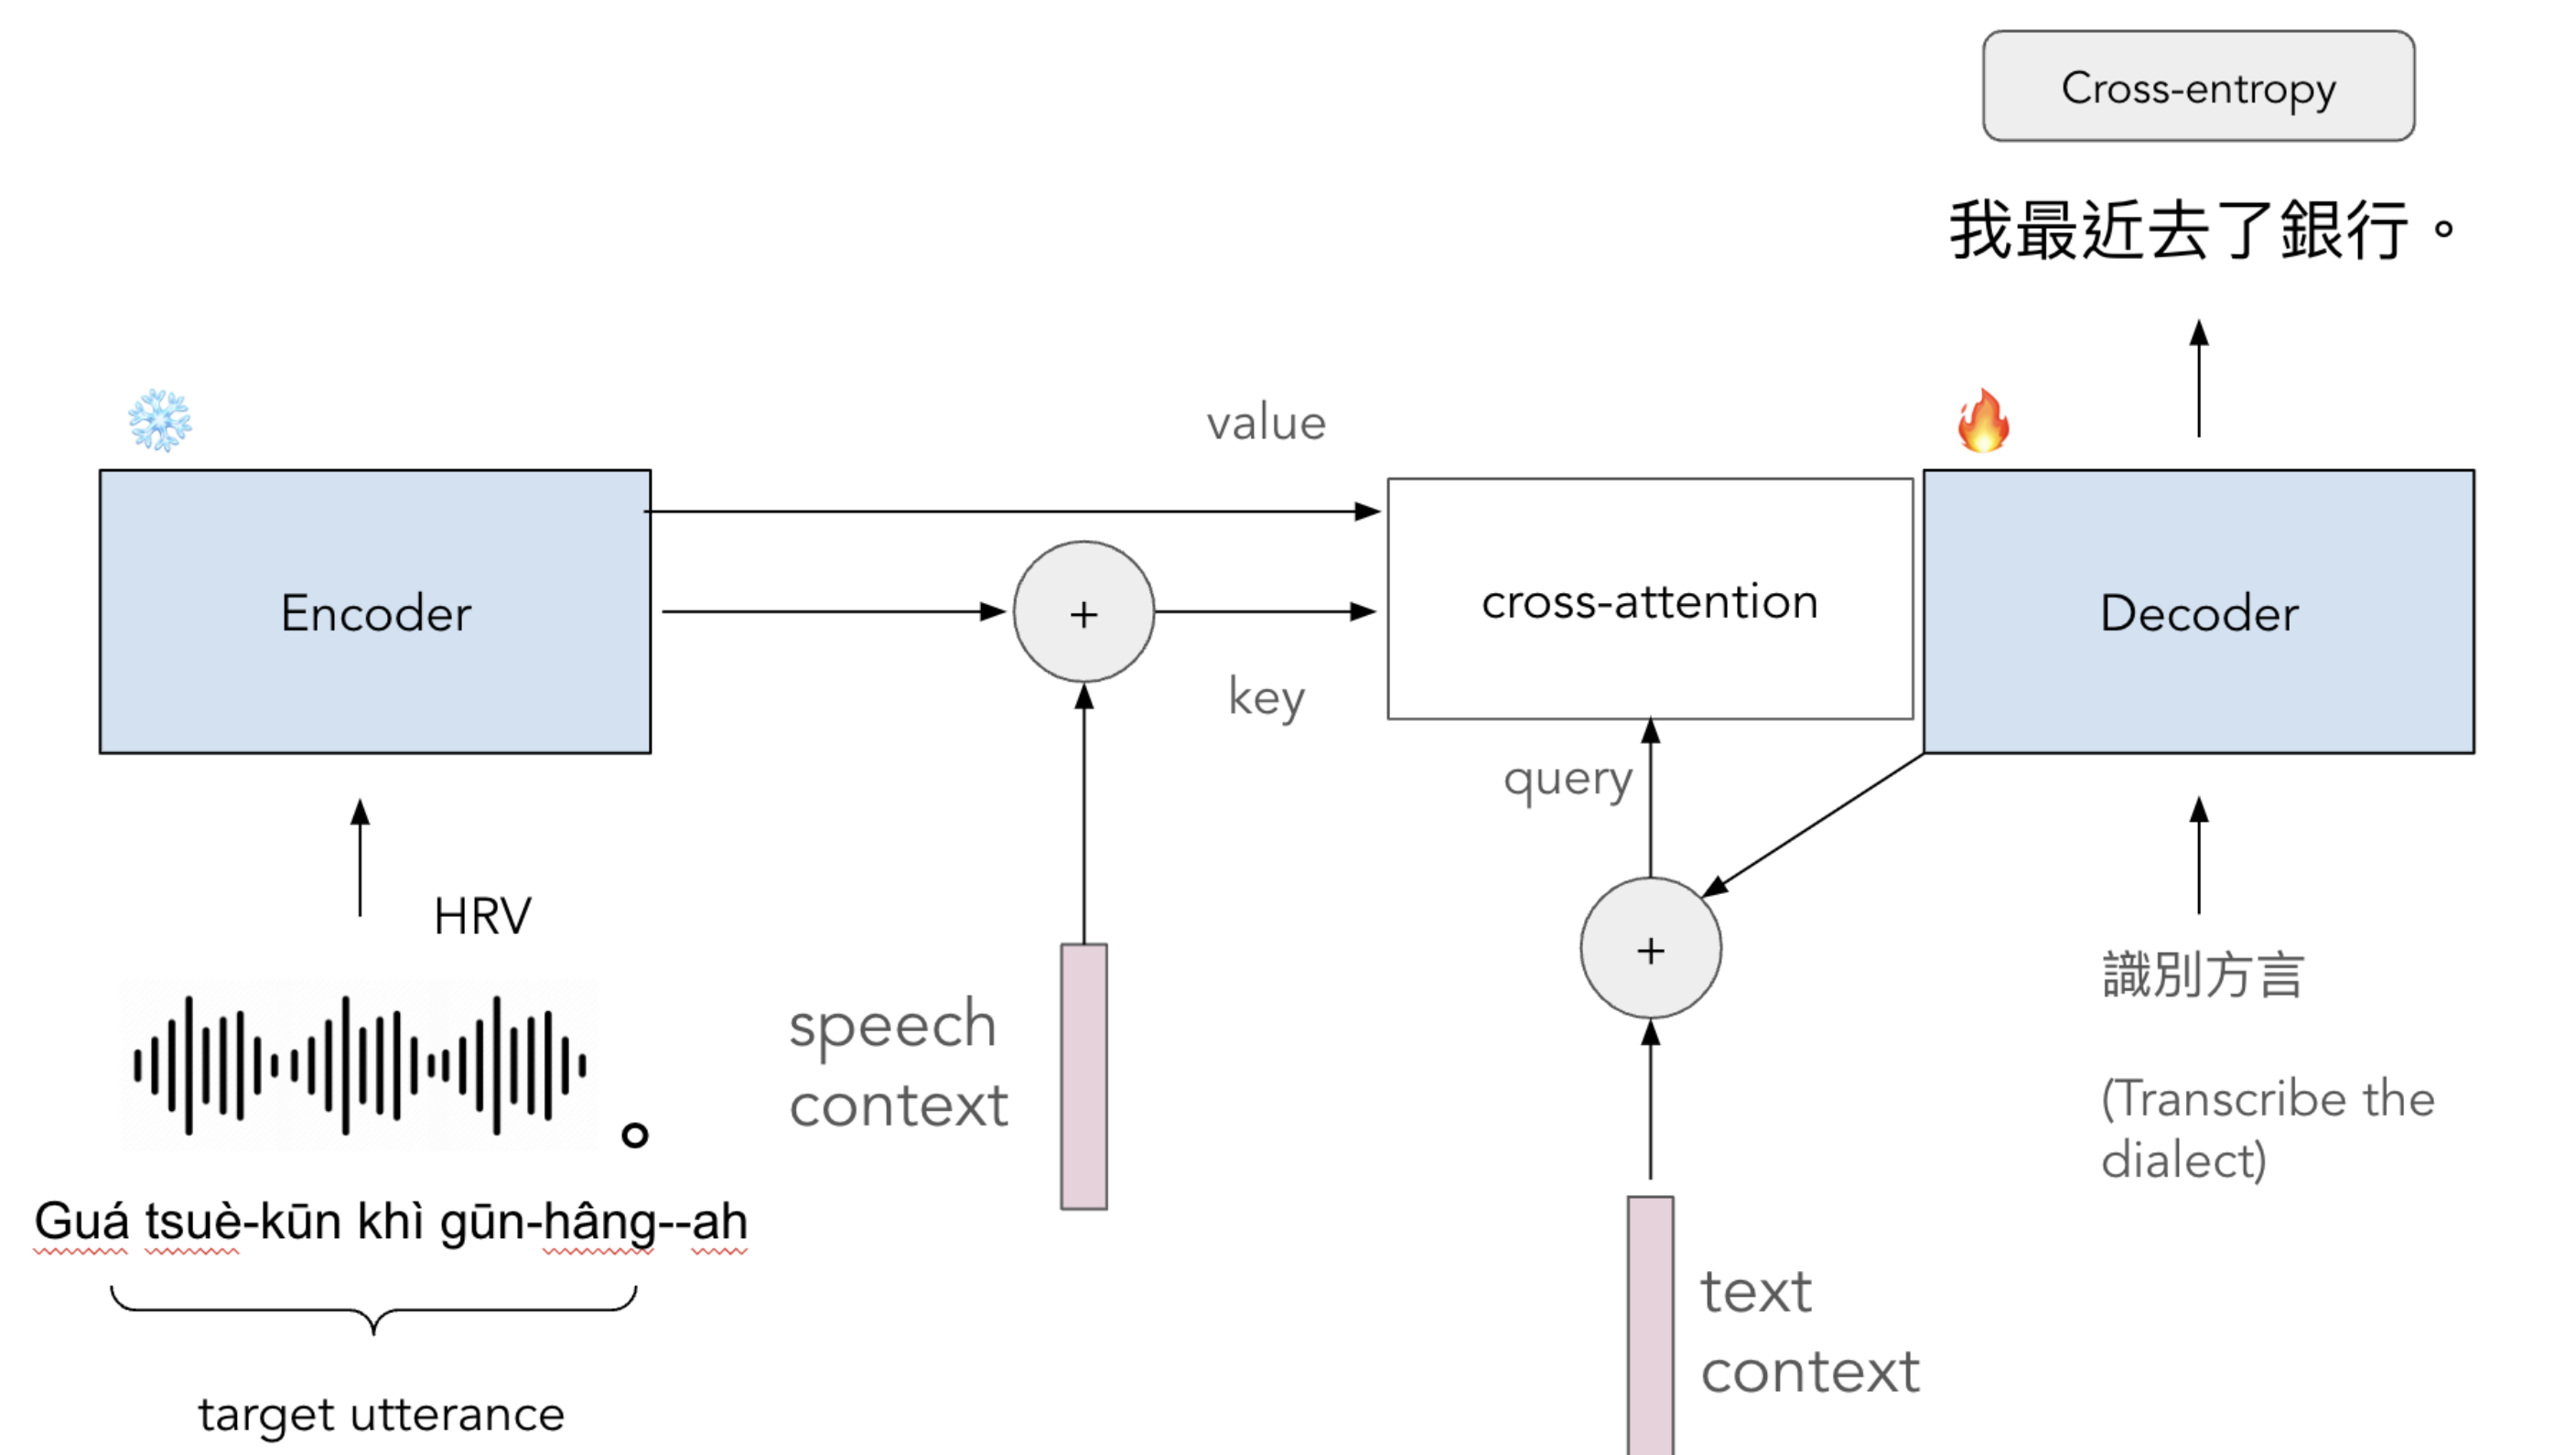 Cross-entropy
我最近去了銀行。
value
Encoder
+
cross-attention
Decoder
key
query
HRV
+
識別方言
speech
context
(Transcribe the
dialect)
。
Guá tsuè-kūn khì gūn-hâng--ah
text
context
target utterance